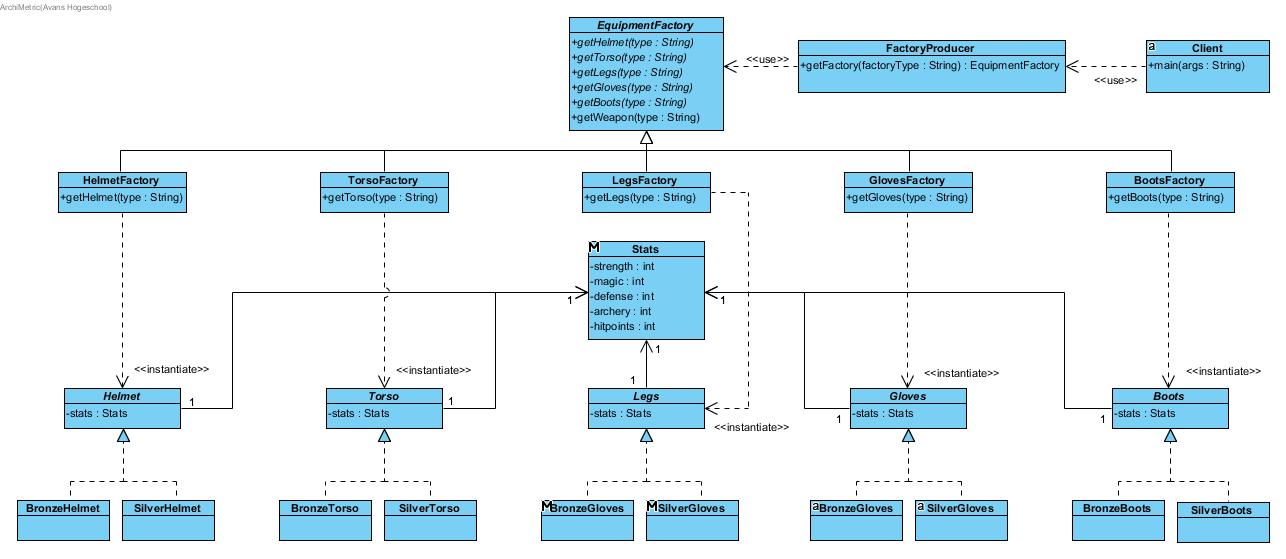 ArchiMetric(Avans Hogeschool)
EquipmentFactory
+getHelmet(type : String)
+getTorso(type : String)
+getLegs(type : String)
+getGloves(type : String)
+getBoots(type : String)
+getWeapon(type : String)
<<use>>
FactoryProducer
+getFactory(factoryType : String) : EquipmentFactory
<<use>>
a Client
+main(args : String)
HelmetFactory
+getHelmet(type : String)
TorsoFactory
+getTorso(type : String)
LegsFactory
+getLegs(type : String)
GlovesFactory
+getGloves(type : String)
BootsFactory
+getBoots(type : String)
M Stats
-strength : int
-magic : int
-defense : int
-archery : int
-hitpoints : int
1
1
1
<<instantiate>>
<<instantiate>>
<<instantiate>>
<<instantiate>>
<<instantiate>>
Helmet
-stats : Stats
1
Torso
-stats : Stats
1
1
Legs
-stats : Stats
Gloves
-stats : Stats
1
Boots
-stats : Stats
1
BronzeHelmet
SilverHelmet
BronzeTorso
SilverTorso
M BronzeGloves
M SilverGloves
a BronzeGloves
a SilverGloves
BronzeBoots
SilverBoots